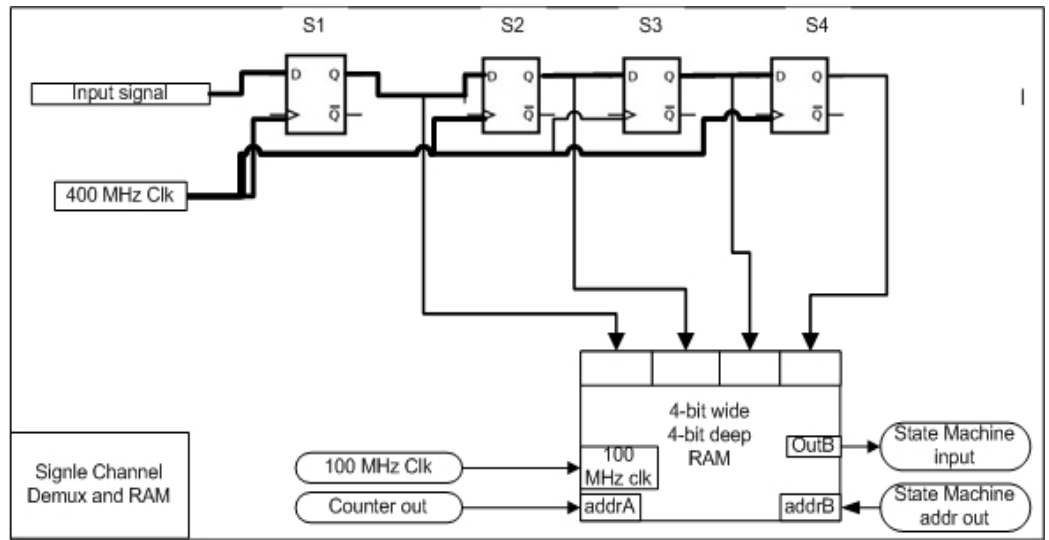 S1
S2
S3
S4
D
Q
Q
D
Q
Q
D
Q
Q
D
Q
Q
Input signal
I
400 MHz Clk
4-bit wide
4-bit deep
RAM
OutB
State Machine
input
100 MHz Clk
100
MHz clk
Counter out
addrA
addrB
State Machine
addr out
Signle Channel
Demux and RAM